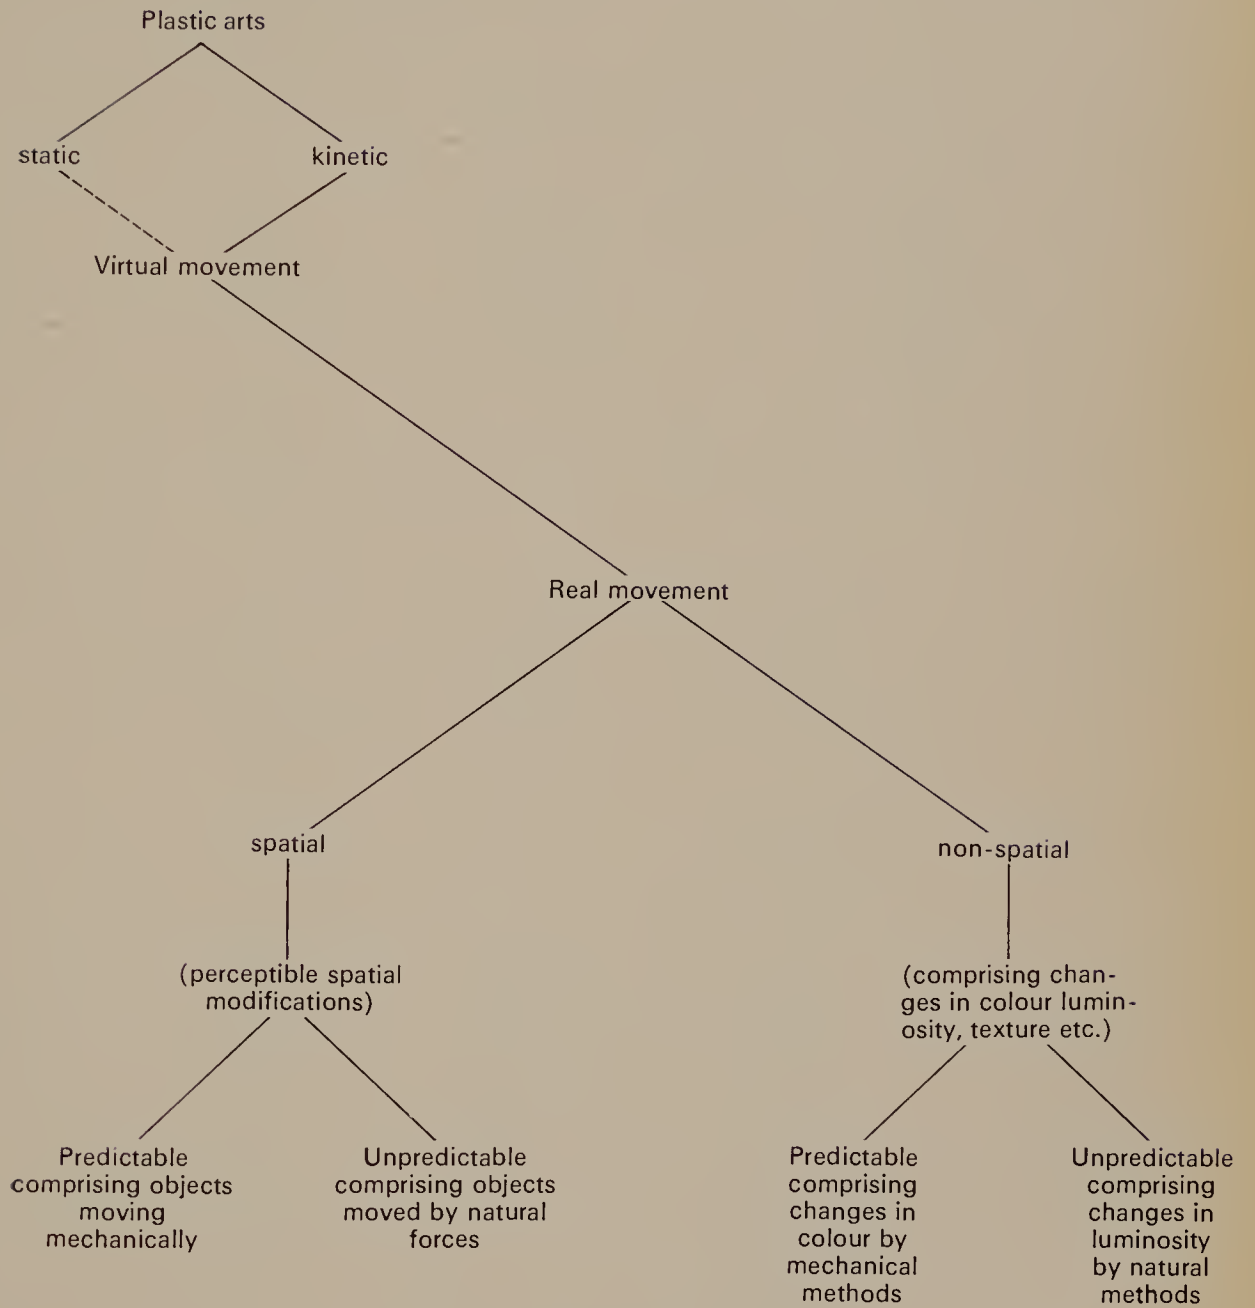 Plastic arts
static
kinetic
Virtual movement
Real movement
spatial
non-spatial
(perceptible spatial
modifications)
(comprising chan-
ges in colour lumin-
osity, texture etc.)
Predictable
comprising objects
moving
mechanically
Unpredictable
comprising objects
moved by natural
forces
Predictable
comprising
changes in
colour by
mechanical
methods
Unpredictable
comprising
changes in
luminosity
by natural
methods